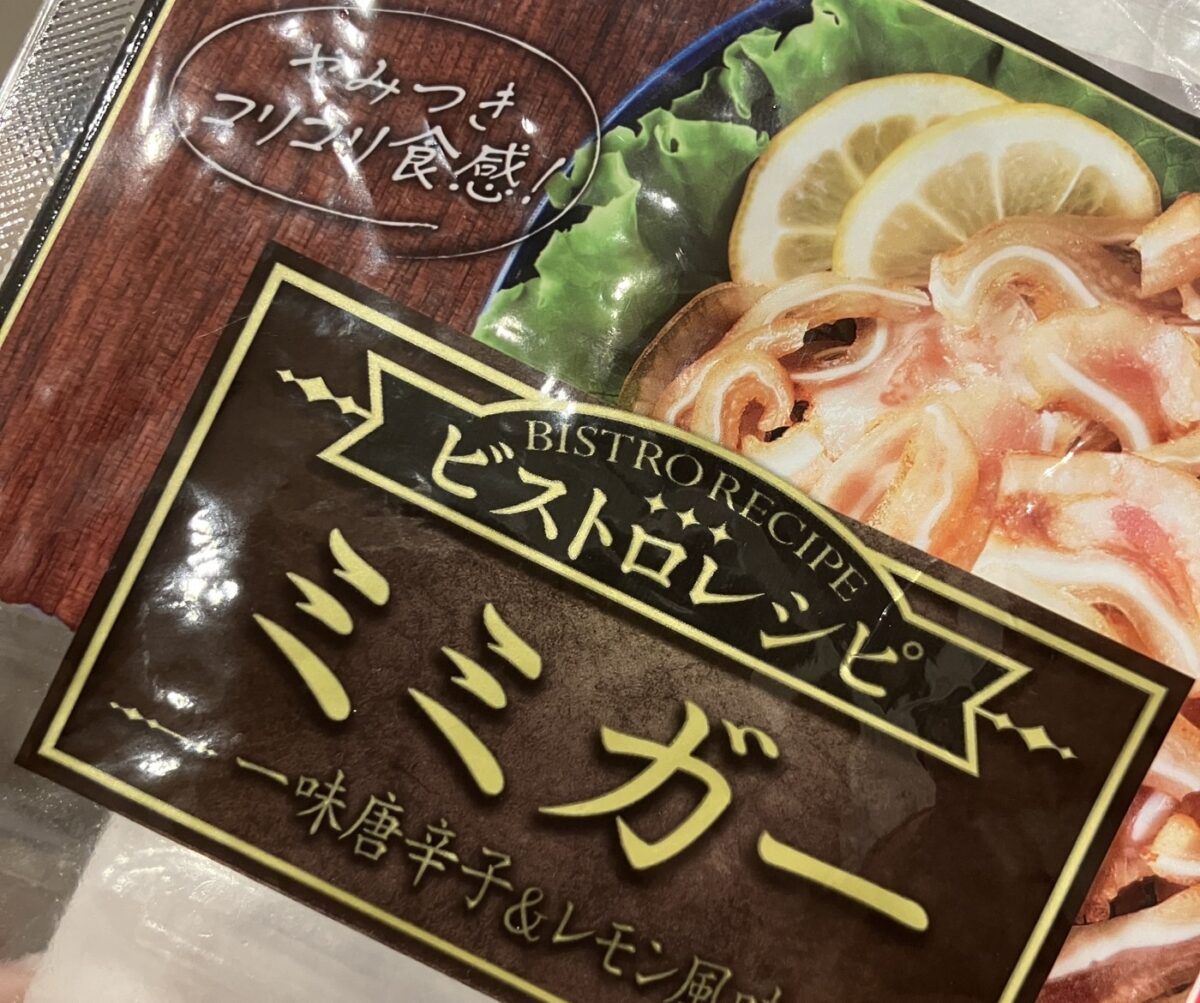 やみつき
コリコリ食感!
BISTRO RECIPE
ビストロレシピ
ミミガー
一味唐辛子&レモン風味